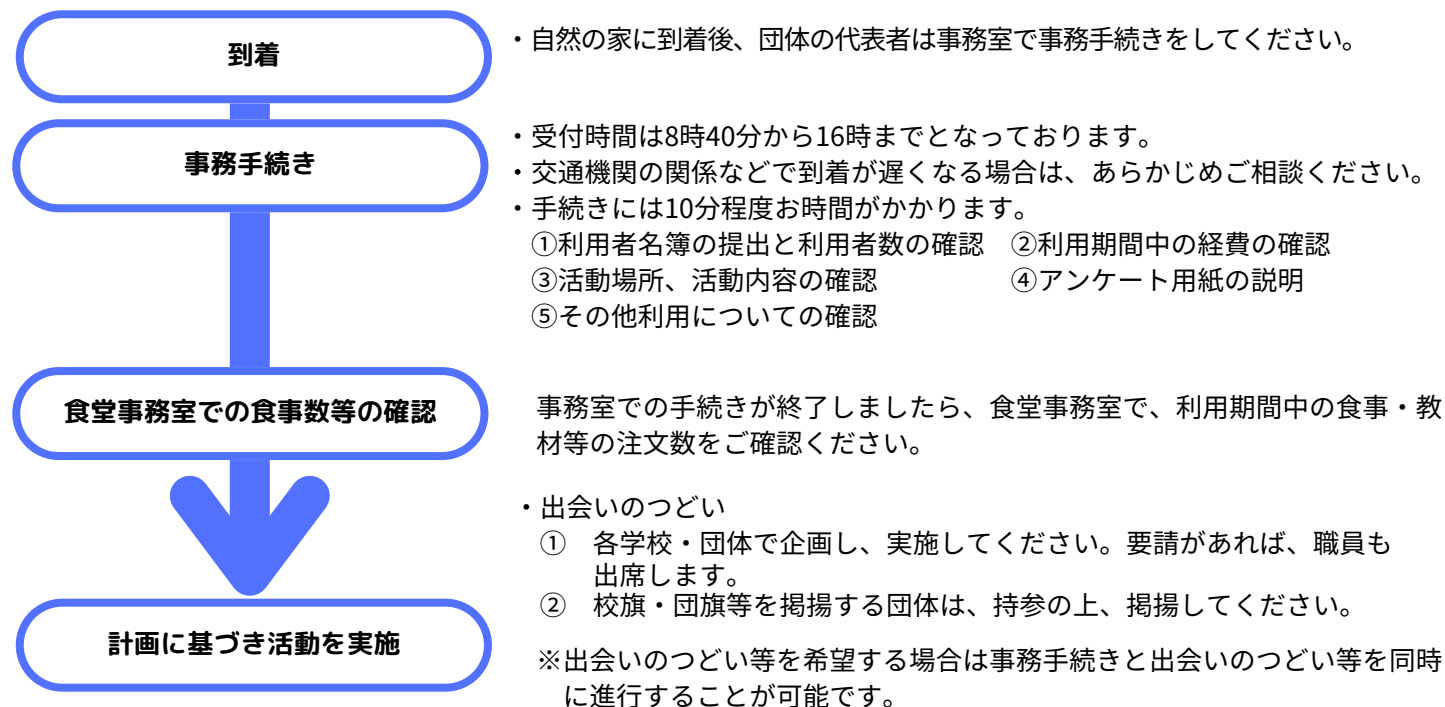 到着
・自然の家に到着後、団体の代表者は事務室で事務手続きをしてください。
事務手続き
・受付時間は8時40分から16時までとなっております。
・交通機関の関係などで到着が遅くなる場合は、あらかじめご相談ください。
・手続きには10分程度お時間がかかります。
①利用者名簿の提出と利用者数の確認　②利用期間中の経費の確認
③活動場所、活動内容の確認　④アンケート用紙の説明
⑤その他利用についての確認
食堂事務室での食事数等の確認
事務室での手続きが終了しましたら、食堂事務室で、利用期間中の食事・教
材等の注文数をご確認ください。
・出会いのつどい
①　各学校・団体で企画し、実施してください。要請があれば、職員も
出席します。
②　校旗・団旗等を掲揚する団体は、持参の上、掲揚してください。
計画に基づき活動を実施
※出会いのつどい等を希望する場合は事務手続きと出会いのつどい等を同時
に進行することが可能です。